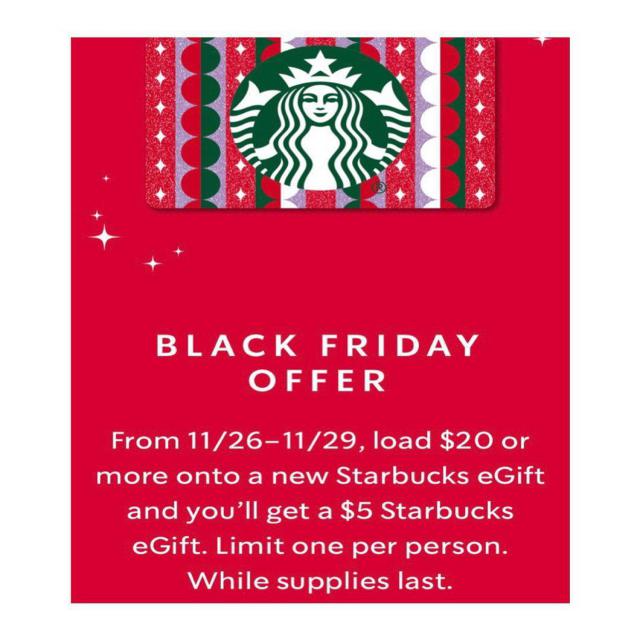 ®
BLACK FRIDAY
OFFER
From 11/26–11/29, load $20 or
more onto a new Starbucks eGift
and you’ll get a $5 Starbucks
eGift. Limit one per person.
While supplies last.